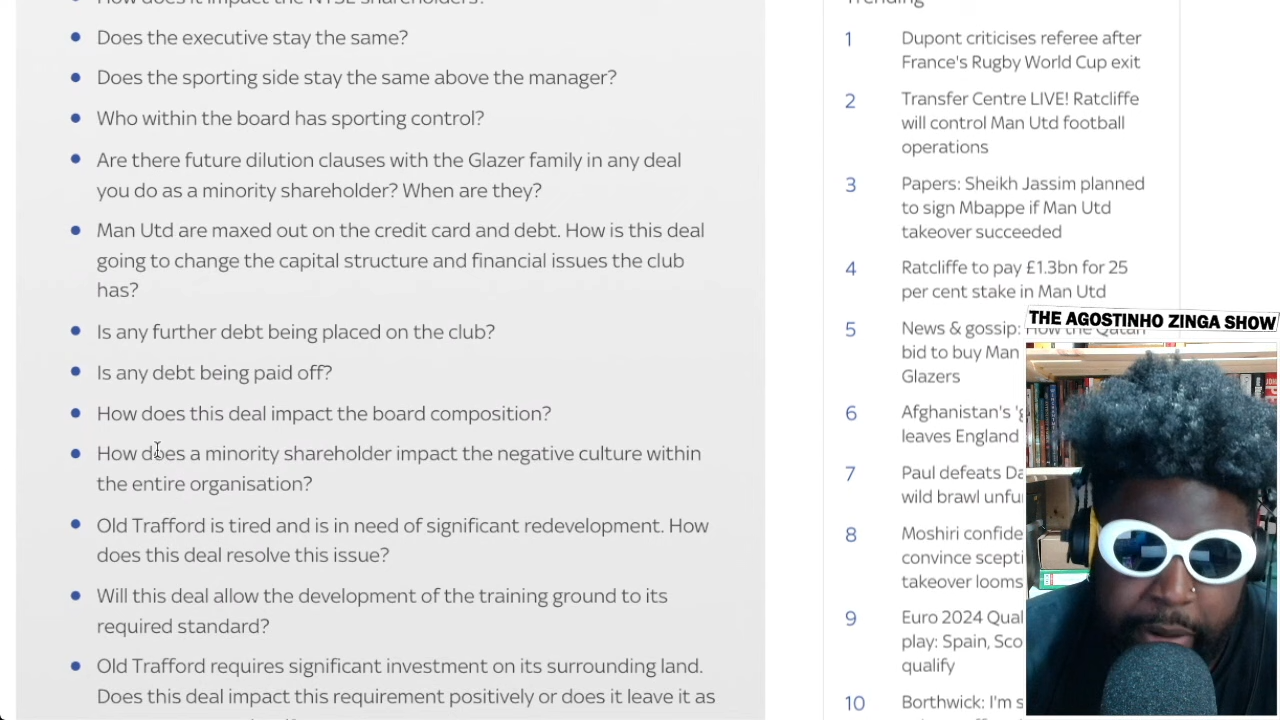 How does it impact the NYSE shareholders?
Does the executive stay the same?
Does the sporting side stay the same above the manager?
Who within the board has sporting control?
Are there future dilution clauses with the Glazer family in any deal
you do as a minority shareholder? When are they?
Man Utd are maxed out on the credit card and debt. How is this deal
going to change the capital structure and financial issues the club
has?
Is any further debt being placed on the club?
Is any debt being paid off?
How does this deal impact the board composition?
How does a minority shareholder impact the negative culture within
the entire organisation?
Old Trafford is tired and is in need of significant redevelopment. How
does this deal resolve this issue?
Will this deal allow the development of the training ground to its
required standard?
Old Trafford requires significant investment on its surrounding land.
Does this deal impact this requirement positively or does it leave it as
Trending
1 Dupont criticises referee after
France's Rugby World Cup exit
2 Transfer Centre LIVE! Ratcliffe
will control Man Utd football
operations
3 Papers: Sheikh Jassim planned
to sign Mbappe if Man Utd
takeover succeeded
4 Ratcliffe to pay £1.3bn for 25
per cent stake in Man Utd
5 News & gossip: How the Qatari
bid to buy Man
Glazers
6 Afghanistan's
leaves England
7 Paul defeats
wild brawl
8 Moshiri
convince
takeover looms
9 Euro 2024
play: Spain,
qualify
10 Borthwick: I'm
THE AGOSTINHO ZINGA SHOW